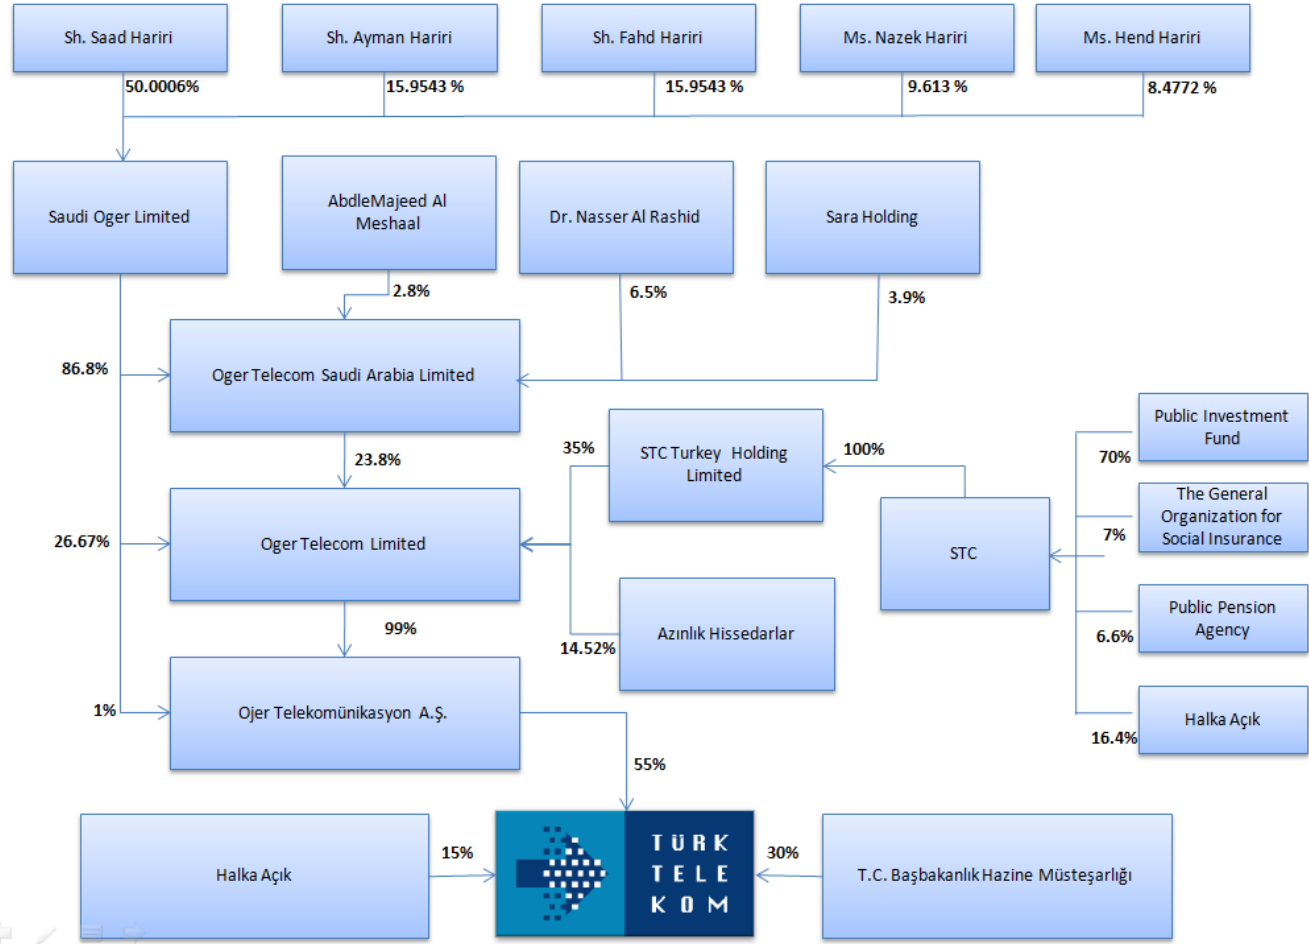 Sh. Saad Hariri
Sh. Ayman Hariri
Sh. Fahd Hariri
Ms. Nazek Hariri
Ms. Hend Hariri
50.0006%
15.9543 %
15.9543 %
9.613 %
8.4772 %
Saudi Oger Limited
AbdleMajeed Al
Meshaal
Dr. Nasser Al Rashid
Sara Holding
2.8%
6.5%
3.9%
86.8%
Oger Telecom Saudi Arabia Limited
23.8%
35%
STC Turkey Holding
Limited
100%
Public Investment
Fund
70%
The General
Organization for
Social Insurance
7%
26.67%
Oger Telecom Limited
STC
99%
14.52%
Azınlık Hissedarlar
Public Pension
Agency
6.6%
1%
Ojer Telekomünikasyon A.Ş.
Halka Açık
16.4%
55%
Halka Açık
15%
TÜRK
TELE
KOM
30%
T.C. Başbakanlık Hazine Müsteşarlığı